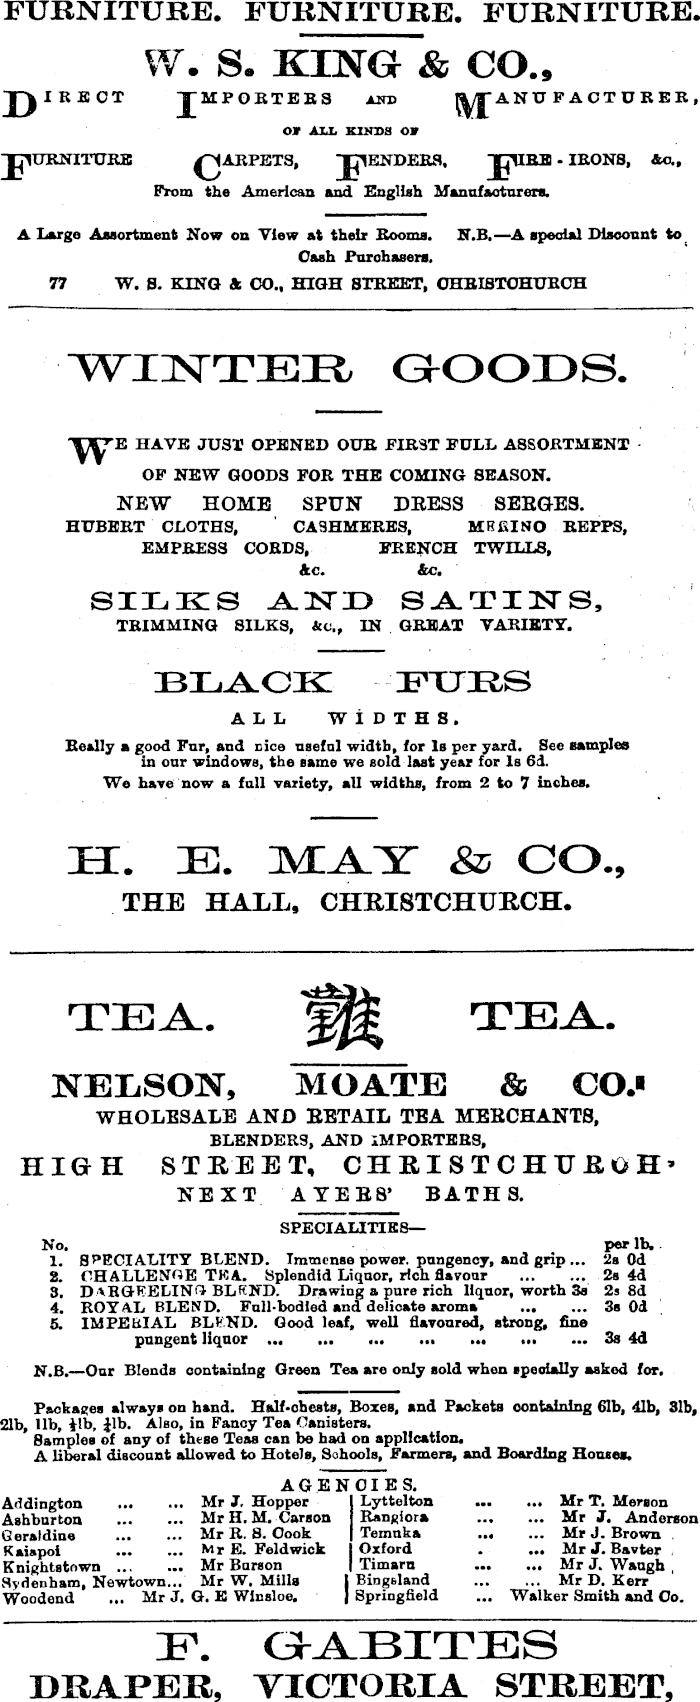 FURNITURE. FURNITURE. FURNITURE.
W. S. KING & CO.,
DIRECT IMPORTERS AND MANUFACTURER,
OF ALL KINDS OF
FURNITURE CARPETS, FENDERS, FIRE-IRONS, &c.,
From the American and English Manufacturers.
A Large Assortment Now on View at their Rooms. N.B.—A special Discount to
Cash Purchasers.
77 W. S. KING & CO., HIGH STREET, CHRISTCHURCH
WINTER GOODS.
WE HAVE JUST OPENED OUR FIRST FULL ASSORTMENT
OF NEW GOODS FOR THE COMING SEASON.
NEW HOME SPUN DRESS SERGES.
HUBERT CLOTHS, CASHMERES, MERINO REPPS,
EMPRESS CORDS, FRENCH TWILLS,
&c. &c.
SILKS AND SATINS,
TRIMMING SILKS, &c., IN GREAT VARIETY.
BLACK FURS
ALL WIDTHS.
Really a good Fur, and nice useful width, for 1s per yard. See samples
in our windows, the same we sold last year for 1s 6d.
We have now a full variety, all widths, from 2 to 7 inches.
H. E. MAY & CO.,
THE HALL, CHRISTCHURCH.
TEA. TEA.
NELSON, MOATE & CO.
WHOLESALE AND RETAIL TEA MERCHANTS,
BLENDERS, AND IMPORTERS,
HIGH STREET, CHRISTCHURCH,
NEXT AYERS' BATHS.
SPECIALITIES—
No. per lb.
1. SPECIALITY BLEND. Immense power, pungency, and grip ... 2s 0d
2. CHALLENGE TEA. Splendid Liquor, rich flavour ... ... 2s 4d
3. DARGEELING BLEND. Drawing a pure rich liquor, worth 3s 2s 8d
4. ROYAL BLEND. Full-bodied and delicate aroma ... ... 3s 0d
5. IMPERIAL BLEND. Good leaf, well flavoured, strong, fine
pungent liquor ... ... ... ... ... ... ... 3s 4d
N.B.—Our Blends containing Green Tea are only sold when specially asked for.
Packages always on hand. Half-chests, Boxes, and Packets containing 6lb, 4lb, 3lb,
2lb, 1lb, ½lb, ¼lb. Also, in Fancy Tea Canisters.
Samples of any of these Teas can be had on application.
A liberal discount allowed to Hotels, Schools, Farmers, and Boarding Houses.
AGENCIES.
Addington ... ... Mr J. Hopper
Ashburton ... ... Mr H. M. Carson
Geraldine ... ... Mr R. S. Cook
Kaiapoi ... ... Mr E. Feldwick
Knightstown ... ... Mr Burson
Sydenham, Newtown... Mr W. Mills
Woodend ... Mr J. G. E Winsloe.
Lyttelton ... ... Mr T. Merson
Rangiora ... ... Mr J. Anderson
Temuka ... ... Mr J. Brown
Oxford . ... Mr J. Baxter
Timaru ... ... Mr J. Waugh
Bingsland ... ... Mr D. Kerr
Springfield ... Walker Smith and Co.
F. GABITES
DRAPER, VICTORIA STREET,